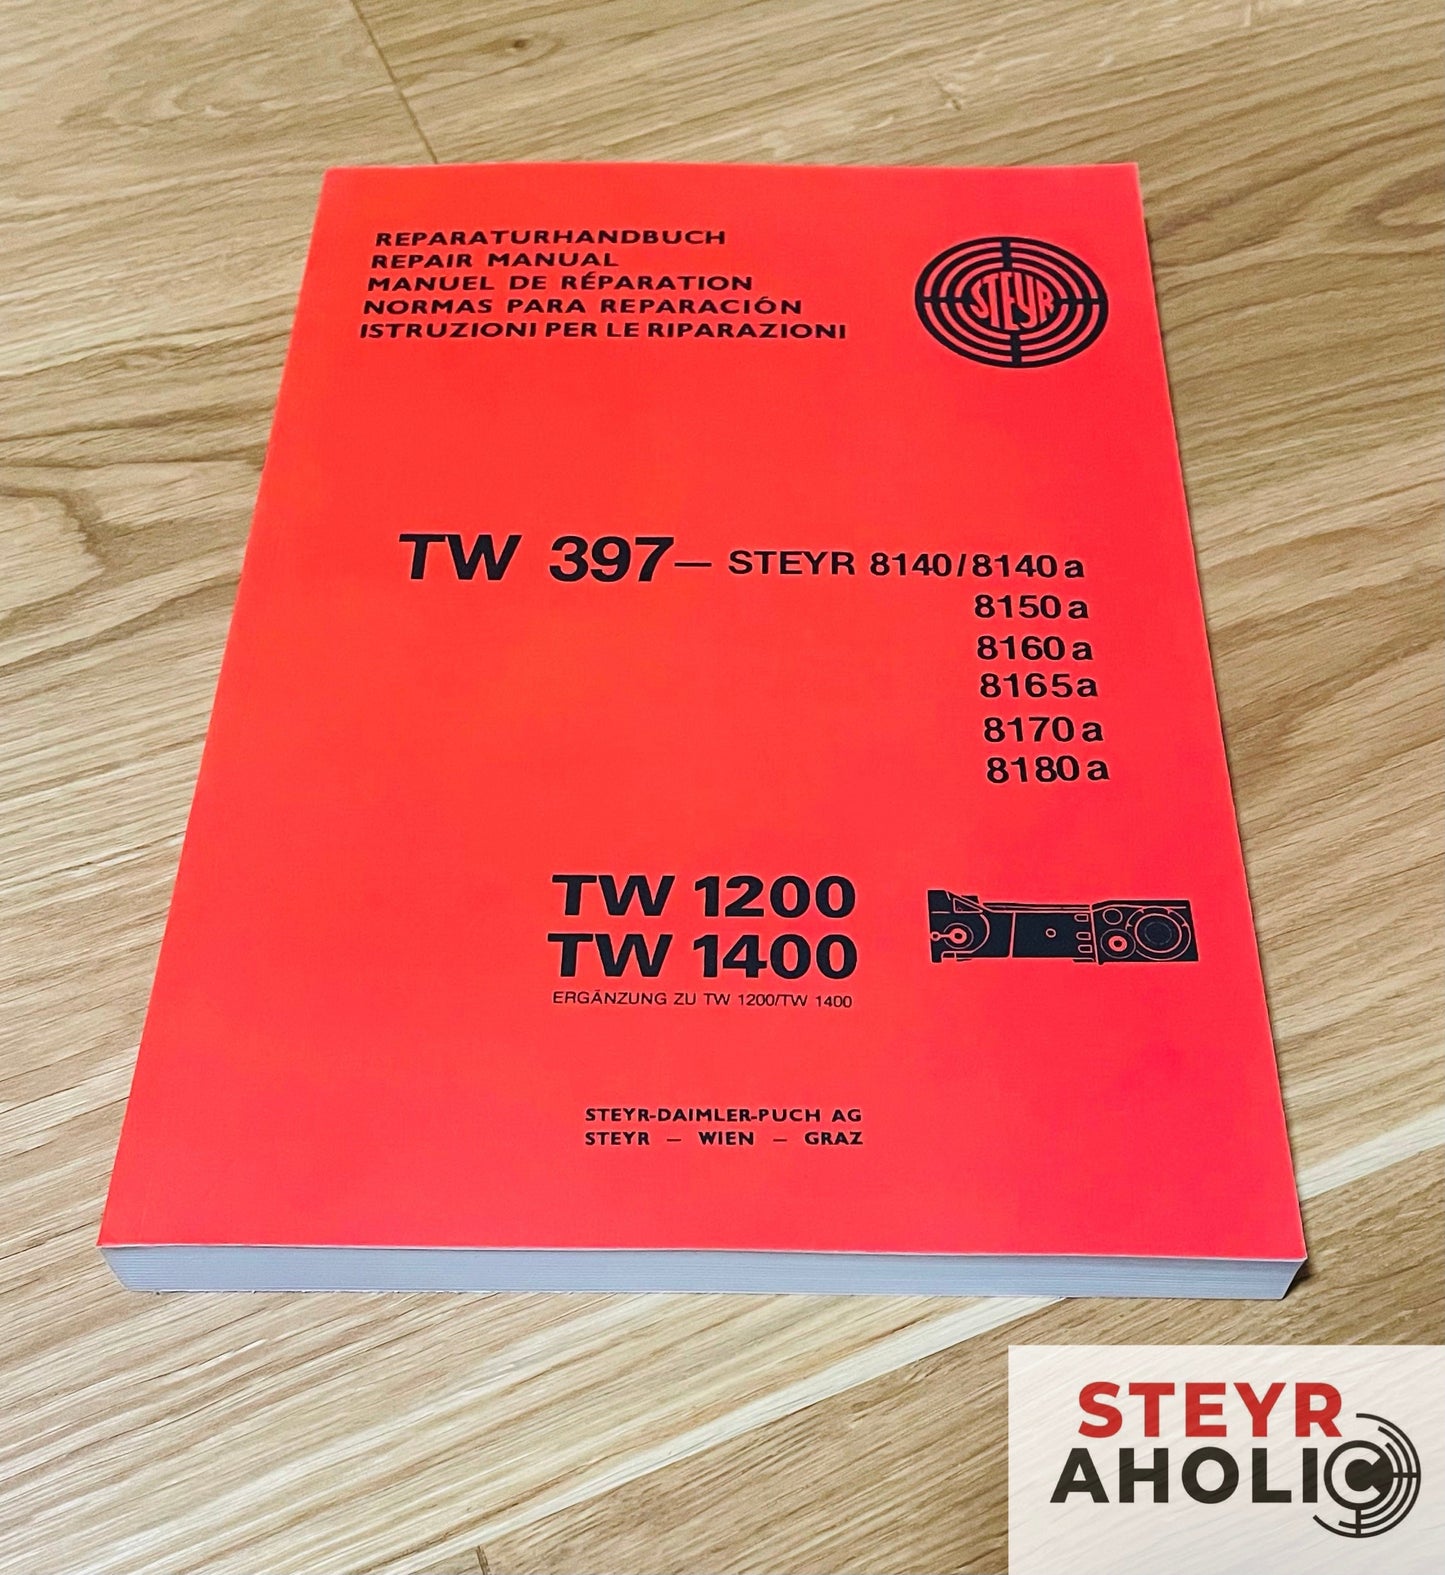 REPARATURHANDBUCH
REPAIR MANUAL
MANUEL DE RÉPARATION
NORMAS PARA REPARACIÓN
ISTRUZIONI PER LE RIPARAZIONI
STEYR
TW 397 — STEYR 8140/8140 a
8150 a
8160 a
8165 a
8170 a
8180 a
TW 1200
TW 1400
ERGÄNZUNG ZU TW 1200/TW 1400
STEYR-DAIMLER-PUCH AG
STEYR — WIEN — GRAZ
STEYR
AHOLIC